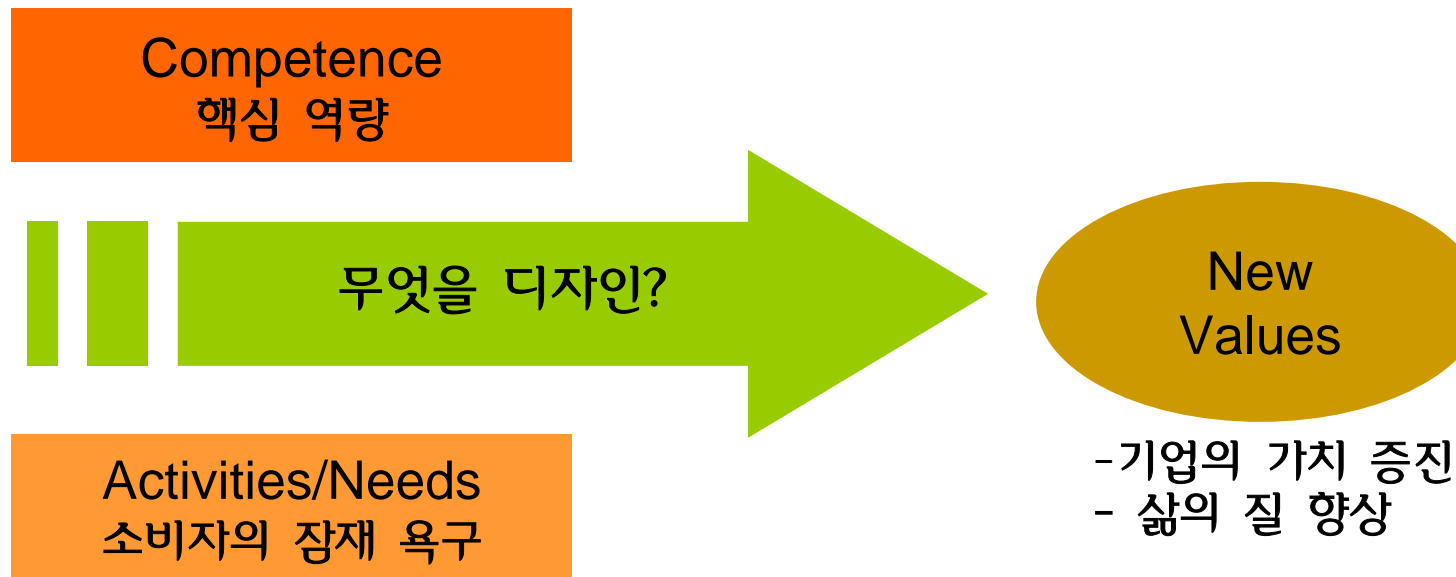 Competence
핵심 역량
무엇을 디자인?
Activities/Needs
소비자의 잠재 욕구
New
Values
-기업의 가치 증진
- 삶의 질 향상